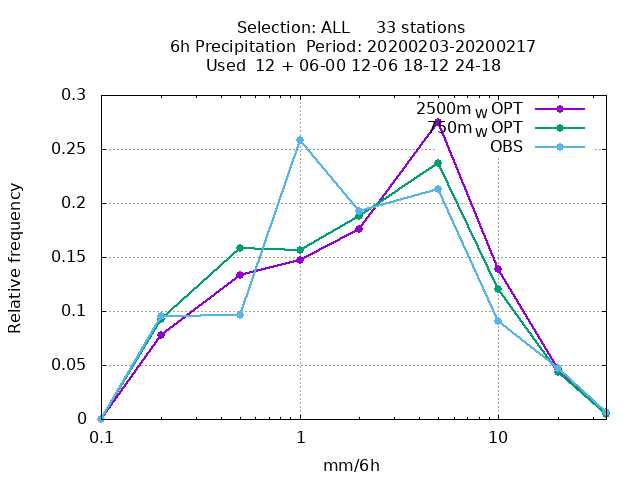 Selection: ALL 33 stations
6h Precipitation Period: 20200203-20200217
Used 12 + 06-00 12-06 18-12 24-18
0.3
0.25
0.2
0.15
0.1
0.05
0
Relative frequency
2500m W OPT
750m W OPT
OBS
0.1 1 10
mm/6h